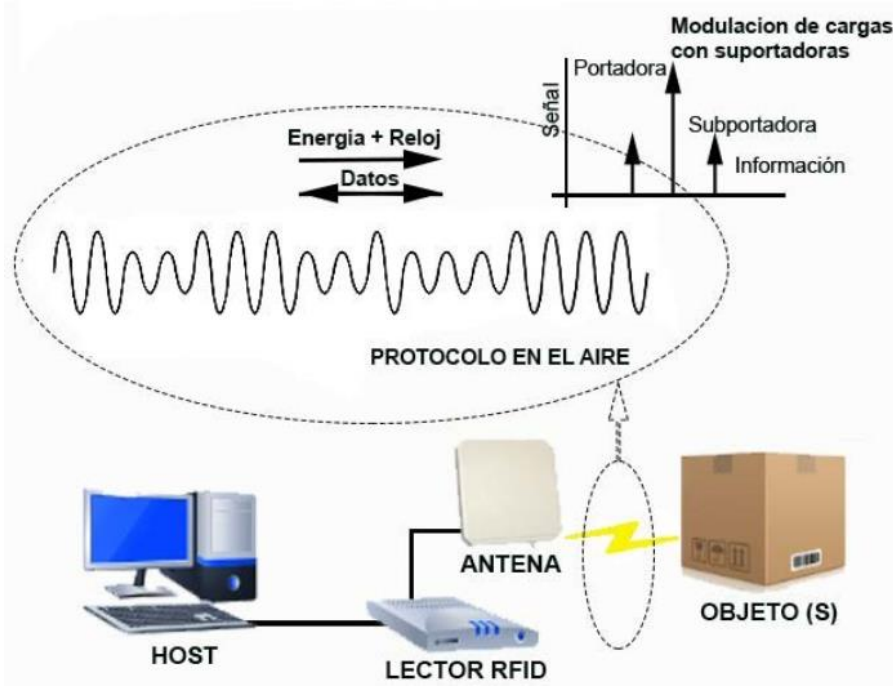 Modulacion de cargas
con suportadoras
Portadora
Señal
Subportadora
Información
Energia + Reloj
Datos
PROTOCOLO EN EL AIRE
ANTENA
OBJETO (S)
HOST
LECTOR RFID